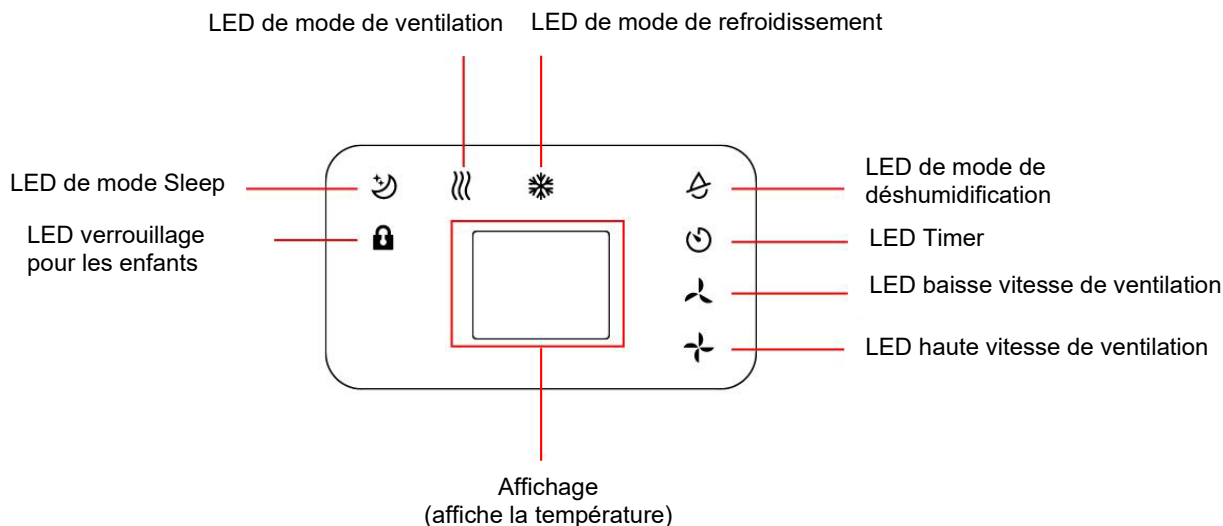 LED de mode de ventilation
LED de mode de refroidissement
LED de mode Sleep
LED verrouillage
pour les enfants
LED de mode de
déshumidification
LED Timer
LED baisse vitesse de ventilation
LED haute vitesse de ventilation
Affichage
(affiche la température)